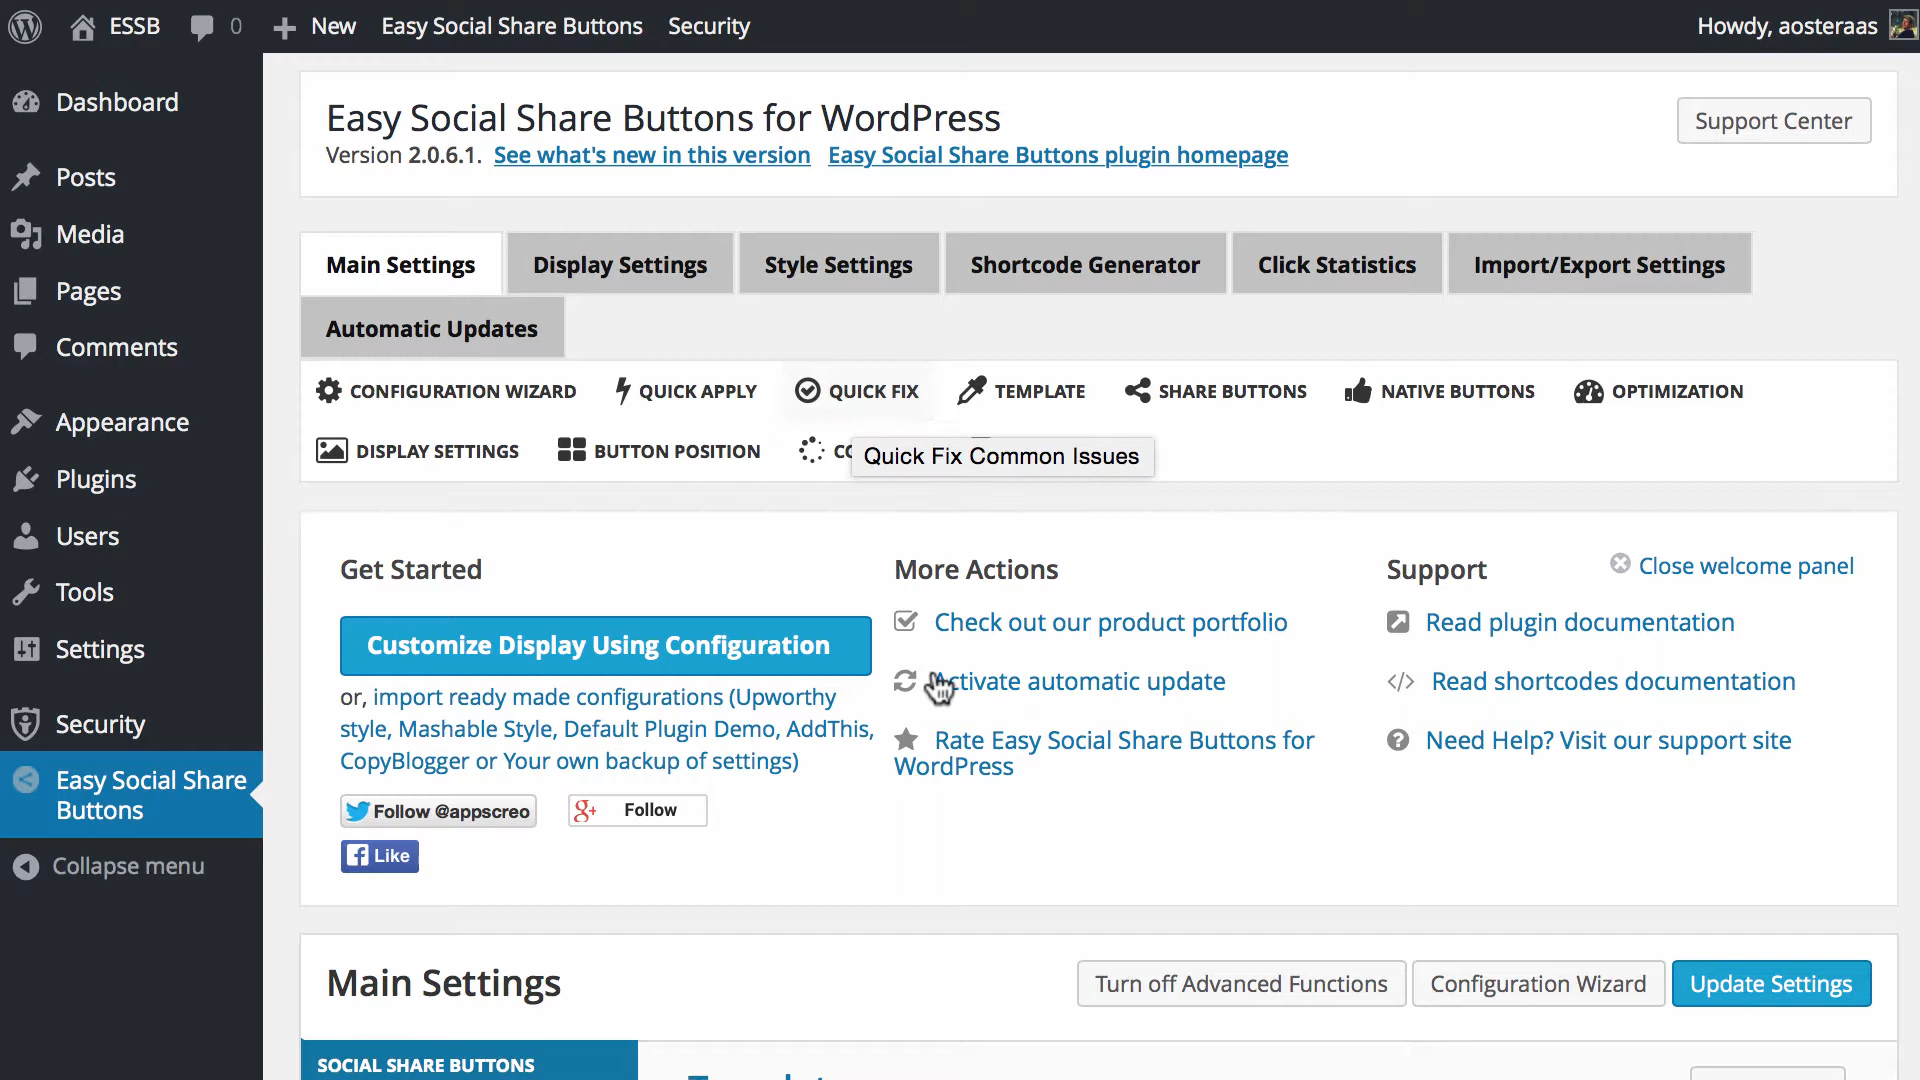 ESSB 0 New Easy Social Share Buttons Security Howdy, aosteraas
Dashboard
Posts
Media
Pages
Comments
Appearance
Plugins
Users
Tools
Settings
Security
Easy Social Share
Buttons
Collapse menu
Easy Social Share Buttons for WordPress
Support Center
Version 2.0.6.1. See what's new in this version Easy Social Share Buttons plugin homepage
Main Settings Display Settings Style Settings Shortcode Generator Click Statistics Import/Export Settings
Automatic Updates
CONFIGURATION WIZARD QUICK APPLY QUICK FIX TEMPLATE SHARE BUTTONS NATIVE BUTTONS OPTIMIZATION
DISPLAY SETTINGS BUTTON POSITION CO
Quick Fix Common Issues
Get Started
Customize Display Using Configuration
or, import ready made configurations (Upworthy
style, Mashable Style, Default Plugin Demo, AddThis,
CopyBlogger or Your own backup of settings)
Follow @appscreo Follow
Like
More Actions
Check out our product portfolio
Activate automatic update
Rate Easy Social Share Buttons for
WordPress
Support
Close welcome panel
Read plugin documentation
Read shortcodes documentation
Need Help? Visit our support site
Main Settings
Turn off Advanced Functions Configuration Wizard Update Settings
SOCIAL SHARE BUTTONS